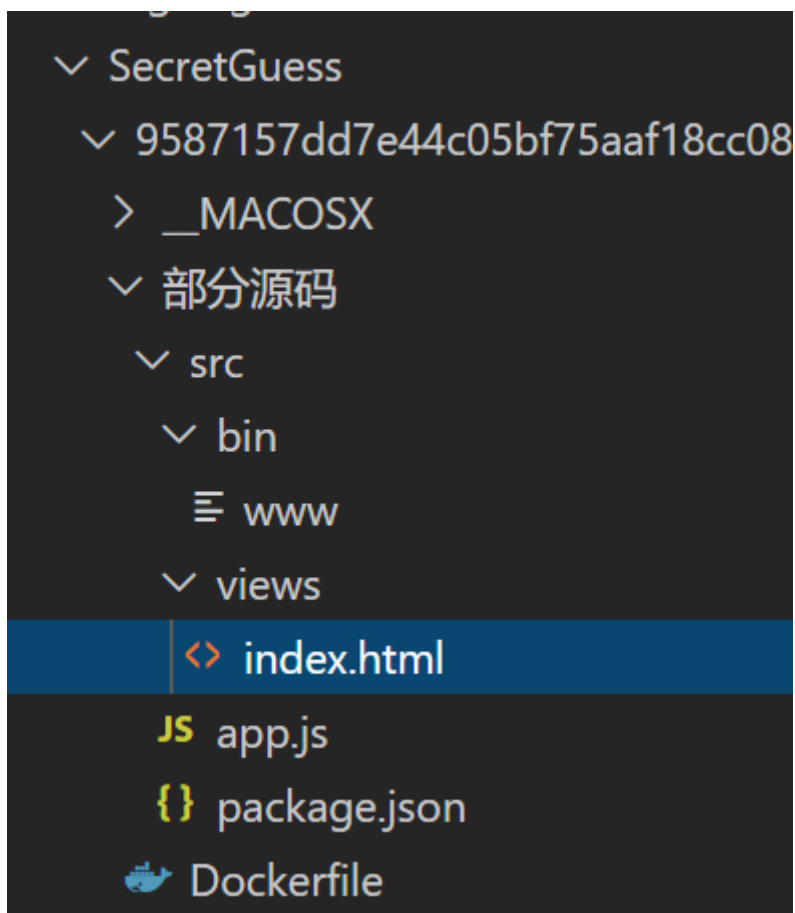 SecretGuess
9587157dd7e44c05bf75aaf18cc08
__MACOSX
部分源码
src
bin
www
views
<> index.html
JS app.js
{} package.json
Dockerfile